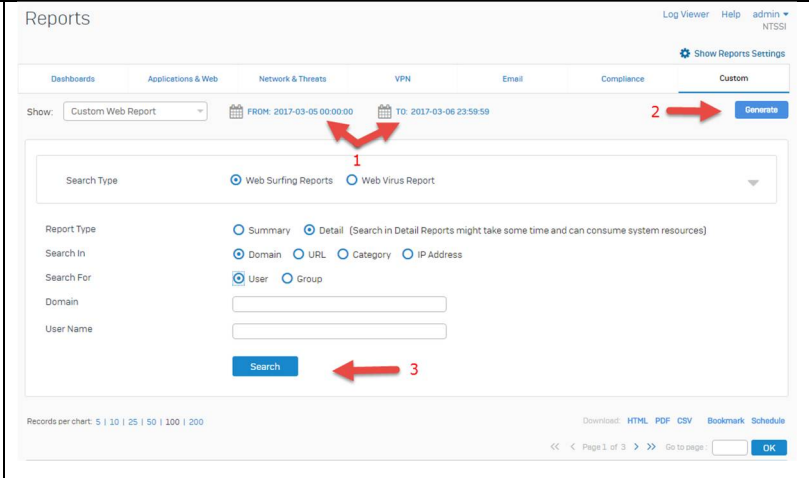 Reports
Log Viewer Help admin
NTSSI
Show Reports Settings
Dashboards Applications & Web Network & Threats VPN Email Compliance Custom
Show: Custom Web Report FROM: 2017-03-05 00:00:00 TO: 2017-03-06 23:59:59 2 Generate
1
Search Type Web Surfing Reports Web Virus Report
Report Type Summary Detail (Search in Detail Reports might take some time and can consume system resources)
Search In Domain URL Category IP Address
Search For User Group
Domain
User Name
Search 3
Records per chart: 5 | 10 | 25 | 50 | 100 | 200 Download: HTML PDF CSV Bookmark Schedule
<< < Page 1 of 3 > >> Go to page: OK